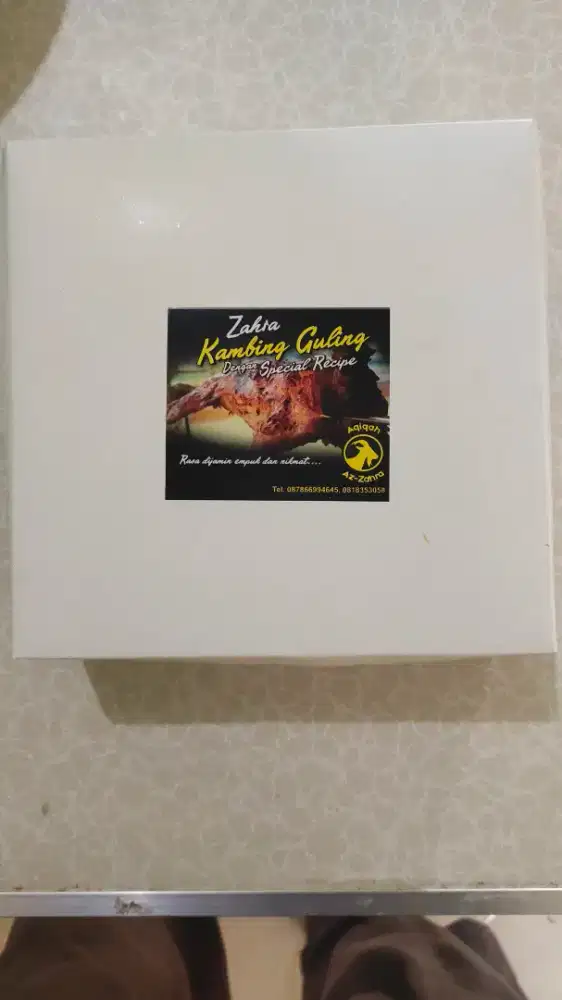 Zahra
Kambing Guling
Dengan Special Recipe
Rasa dijamin empuk dan nikmat....
Aqiqah
Az-Zahra
Tel: 087866994645, 0818353058